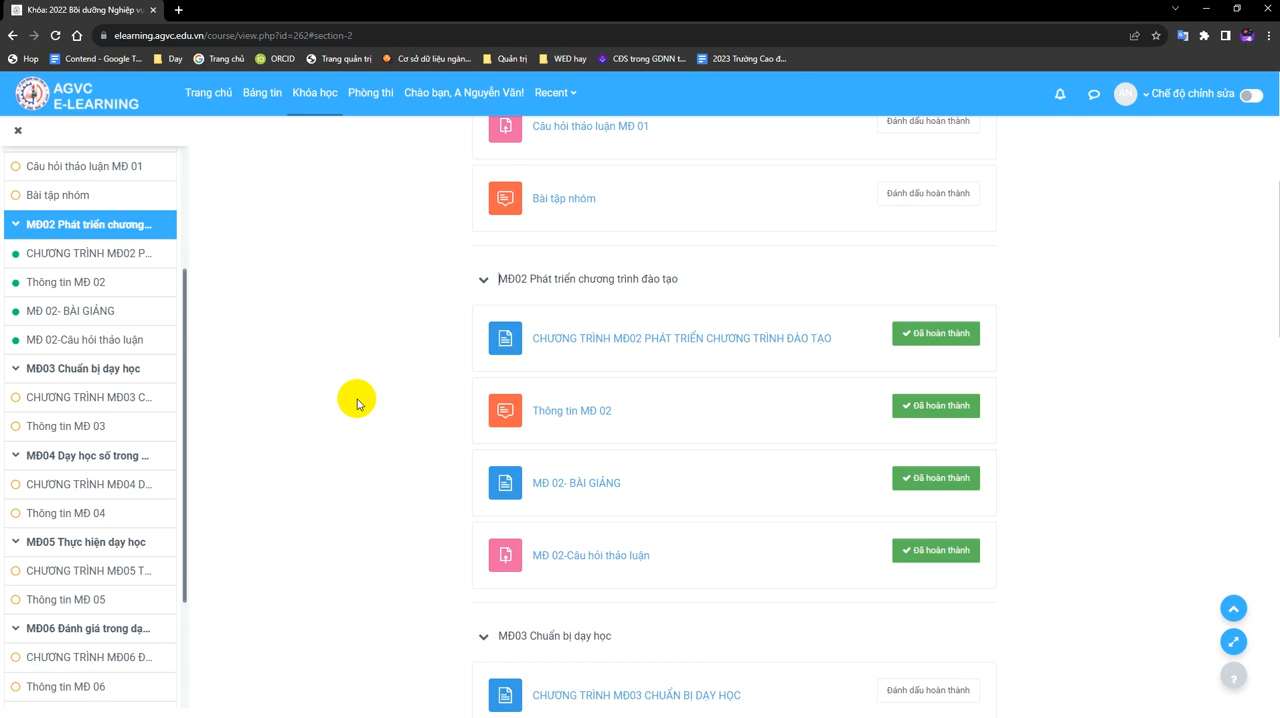 Khóa: 2022 Bồi dưỡng Nghiệp vụ
elearning.agvc.edu.vn/course/view.php?id=262#section-2
Hop
Contend - Google T...
Day
Trang chủ
ORCID
Trang quản trị
Cơ sở dữ liệu ngàn...
Quản trị
WED hay
CĐS trong GDNN t...
2023 Trường Cao đ...
AGVC
E-LEARNING
Trang chủ
Bảng tin
Khóa học
Phòng thi
Chào bạn, A Nguyễn Văn!
Recent
AN
Chế độ chỉnh sửa
Câu hỏi thảo luận MĐ 01
Bài tập nhóm
MĐ02 Phát triển chương...
CHƯƠNG TRÌNH MĐ02 P...
Thông tin MĐ 02
MĐ 02- BÀI GIẢNG
MĐ 02-Câu hỏi thảo luận
MĐ03 Chuẩn bị dạy học
CHƯƠNG TRÌNH MĐ03 C...
Thông tin MĐ 03
MĐ04 Dạy học số trong ...
CHƯƠNG TRÌNH MĐ04 D...
Thông tin MĐ 04
MĐ05 Thực hiện dạy học
CHƯƠNG TRÌNH MĐ05 T...
Thông tin MĐ 05
MĐ06 Đánh giá trong dạ...
CHƯƠNG TRÌNH MĐ06 Đ...
Thông tin MĐ 06
Câu hỏi thảo luận MĐ 01
Đánh dấu hoàn thành
Bài tập nhóm
Đánh dấu hoàn thành
MĐ02 Phát triển chương trình đào tạo
CHƯƠNG TRÌNH MĐ02 PHÁT TRIỂN CHƯƠNG TRÌNH ĐÀO TẠO
Đã hoàn thành
Thông tin MĐ 02
Đã hoàn thành
MĐ 02- BÀI GIẢNG
Đã hoàn thành
MĐ 02-Câu hỏi thảo luận
Đã hoàn thành
MĐ03 Chuẩn bị dạy học
CHƯƠNG TRÌNH MĐ03 CHUẨN BỊ DẠY HỌC
Đánh dấu hoàn thành
?